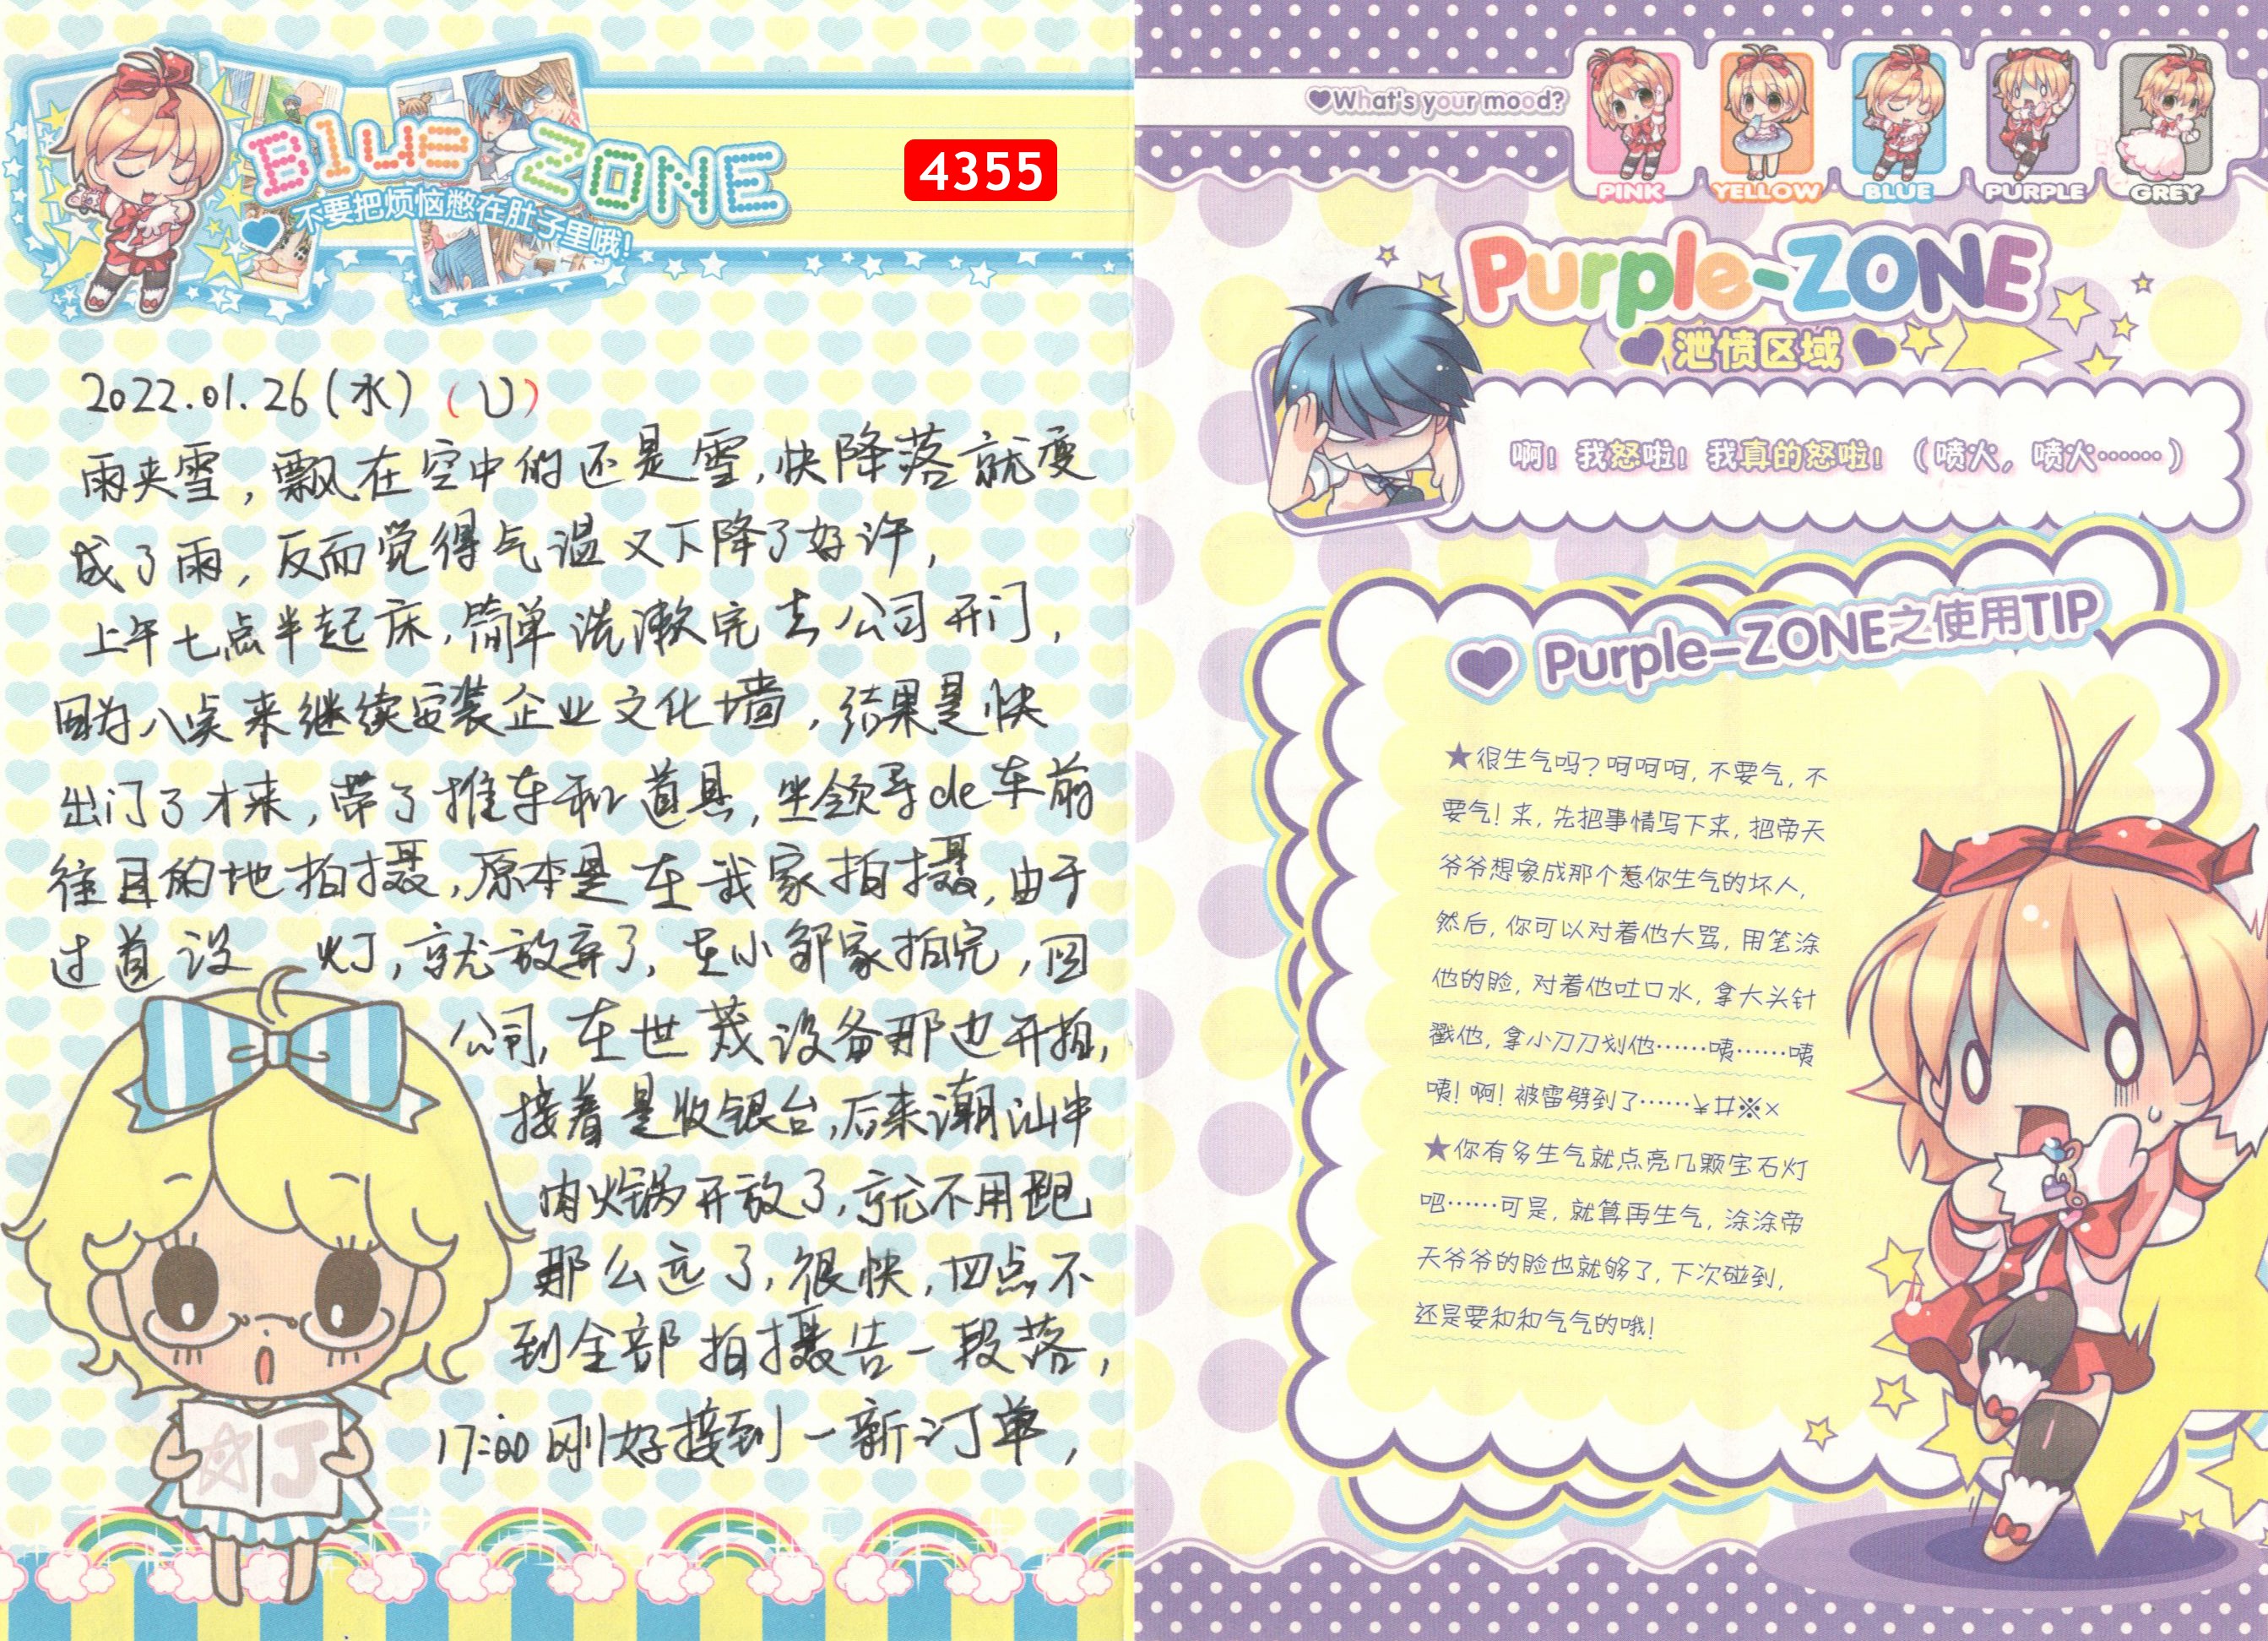 Blue ZONE
不要把烦恼憋在肚子里哦!
4355
2022.01.26(水)(U)
雨夹雪,飘在空中的还是雪,快降落就变
成了雨,反而觉得气温又下降了好许,
上午七点半起床,简单洗漱完去公司开门,
因为八点来继续安装企业文化墙,结果是快
出门了才来,带了推车和道具,坐领导de车前
往目的地拍摄,原本是在我家拍摄,由于
过道没 灯,就放弃了,在小邹家拍完,回
公司,在世茂设备那边开拍,
接着是收银台,后来潮汕牛
肉火锅开放了,就不用跑
那么远了,很快,四点不
到全部拍摄告一段落,
17:00刚好接到一新订单,
J
What's your mood?
PINK YELLOW BLUE PURPLE GREY
Purple-ZONE
泄愤区域
啊!我怒啦!我真的怒啦!(喷火,喷火……)
Purple-ZONE之使用TIP
★很生气吗?呵呵呵,不要气,不
要气!来,先把事情写下来,把帝天
爷爷想象成那个惹你生气的坏人,
然后,你可以对着他大骂,用笔涂
他的脸,对着他吐口水,拿大头针
戳他,拿小刀刀划他……咦……咦
咦!啊!被雷劈到了……¥#※×
★你有多生气就点亮几颗宝石灯
吧……可是,就算再生气,涂涂帝
天爷爷的脸也就够了,下次碰到,
还是要和和气气的哦!